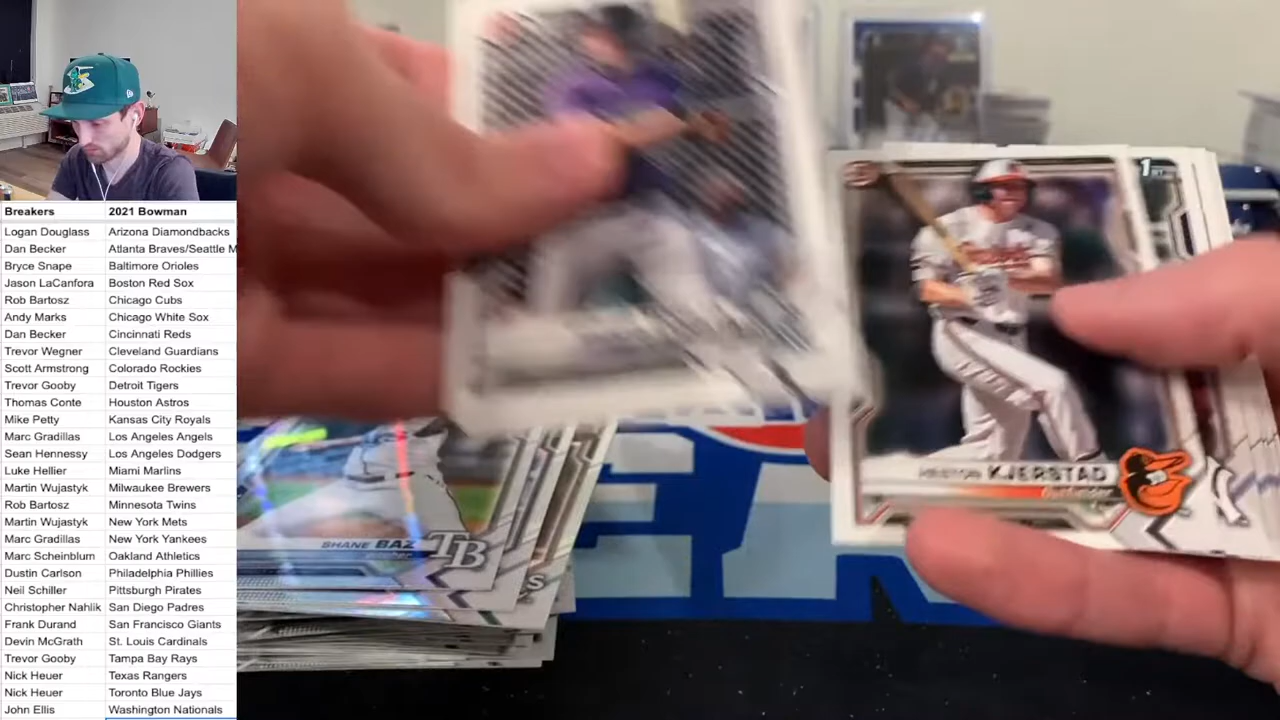 Breakers 2021 Bowman
Logan Douglass Arizona Diamondbacks
Dan Becker Atlanta Braves/Seattle M
Bryce Snape Baltimore Orioles
Jason LaCanfora Boston Red Sox
Rob Bartosz Chicago Cubs
Andy Marks Chicago White Sox
Dan Becker Cincinnati Reds
Trevor Wegner Cleveland Guardians
Scott Armstrong Colorado Rockies
Trevor Gooby Detroit Tigers
Thomas Conte Houston Astros
Mike Petty Kansas City Royals
Marc Gradillas Los Angeles Angels
Sean Hennessy Los Angeles Dodgers
Luke Hellier Miami Marlins
Martin Wujastyk Milwaukee Brewers
Rob Bartosz Minnesota Twins
Martin Wujastyk New York Mets
Marc Gradillas New York Yankees
Marc Scheinblum Oakland Athletics
Dustin Carlson Philadelphia Phillies
Neil Schiller Pittsburgh Pirates
Christopher Nahlik San Diego Padres
Frank Durand San Francisco Giants
Devin McGrath St. Louis Cardinals
Trevor Gooby Tampa Bay Rays
Nick Heuer Texas Rangers
Nick Heuer Toronto Blue Jays
John Ellis Washington Nationals
1ST
HESTON KJERSTAD
Outfielder
SHANE BAZ
Pitcher
TB
ER